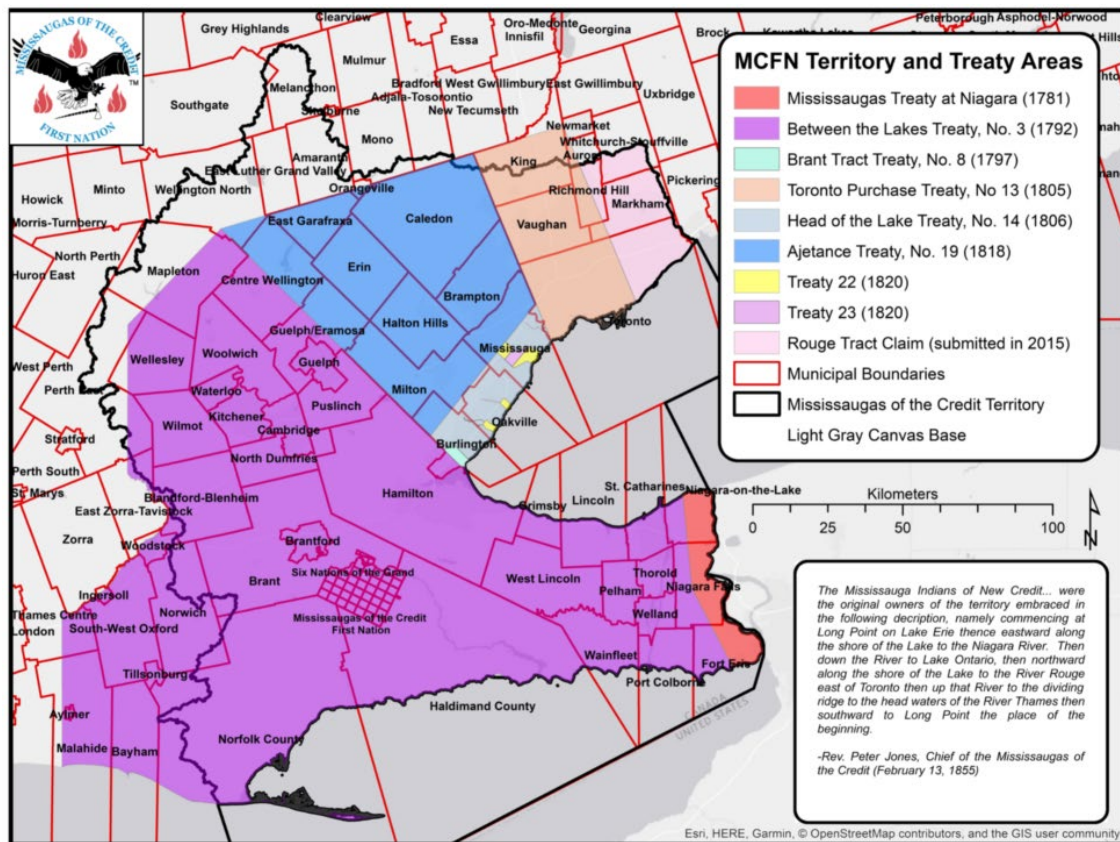 MISSISSAUGAS OF THE CREDIT
FIRST NATION
TM
Grey Highlands
Clearview
Mulmur
Essa
Oro-Medonte
Innisfil
Georgina
Brock
Peterborough
Asphodel-Norwood
Southgate
Melancthon
Shelburne
Adjala-Tosorontio
Bradford West Gwillimbury
New Tecumseth
East Gwillimbury
Uxbridge
Mono
Amaranth
East Luther Grand Valley
Orangeville
Newmarket
Whitchurch-Stouffville
Aurora
King
Pickering
Howick
Minto
Wellington North
Morris-Turnberry
North Perth
Huron East
Mapleton
East Garafraxa
Caledon
Vaughan
Richmond Hill
Markham
Centre Wellington
Erin
Brampton
Halton Hills
Toronto
Guelph/Eramosa
Guelph
Mississauga
Milton
Oakville
Burlington
West Perth
Perth East
Wellesley
Woolwich
Waterloo
Kitchener
Wilmot
Cambridge
Puslinch
North Dumfries
Stratford
Perth South
St. Marys
Blandford-Blenheim
East Zorra-Tavistock
Zorra
Woodstock
Hamilton
Grimsby
Lincoln
St. Catharines
Niagara-on-the-Lake
Brantford
Six Nations of the Grand
Brant
Mississaugas of the Credit
First Nation
West Lincoln
Pelham
Thorold
Niagara Falls
Welland
Wainfleet
Port Colborne
Fort Erie
Ingersoll
Thames Centre
London
South-West Oxford
Norwich
Tillsonburg
Aylmer
Malahide
Bayham
Norfolk County
Haldimand County
CANADA
UNITED STATES
MCFN Territory and Treaty Areas
Mississaugas Treaty at Niagara (1781)
Between the Lakes Treaty, No. 3 (1792)
Brant Tract Treaty, No. 8 (1797)
Toronto Purchase Treaty, No 13 (1805)
Head of the Lake Treaty, No. 14 (1806)
Ajetance Treaty, No. 19 (1818)
Treaty 22 (1820)
Treaty 23 (1820)
Rouge Tract Claim (submitted in 2015)
Municipal Boundaries
Mississaugas of the Credit Territory
Light Gray Canvas Base
Kilometers
0 25 50 100
N
The Mississauga Indians of New Credit... were
the original owners of the territory embraced in
the following decription, namely commencing at
Long Point on Lake Erie thence eastward along
the shore of the Lake to the Niagara River. Then
down the River to Lake Ontario, then northward
along the shore of the Lake to the River Rouge
east of Toronto then up that River to the dividing
ridge to the head waters of the River Thames then
southward to Long Point the place of the
beginning.
-Rev. Peter Jones, Chief of the Mississaugas of
the Credit (February 13, 1855)
Esri, HERE, Garmin, © OpenStreetMap contributors, and the GIS user community